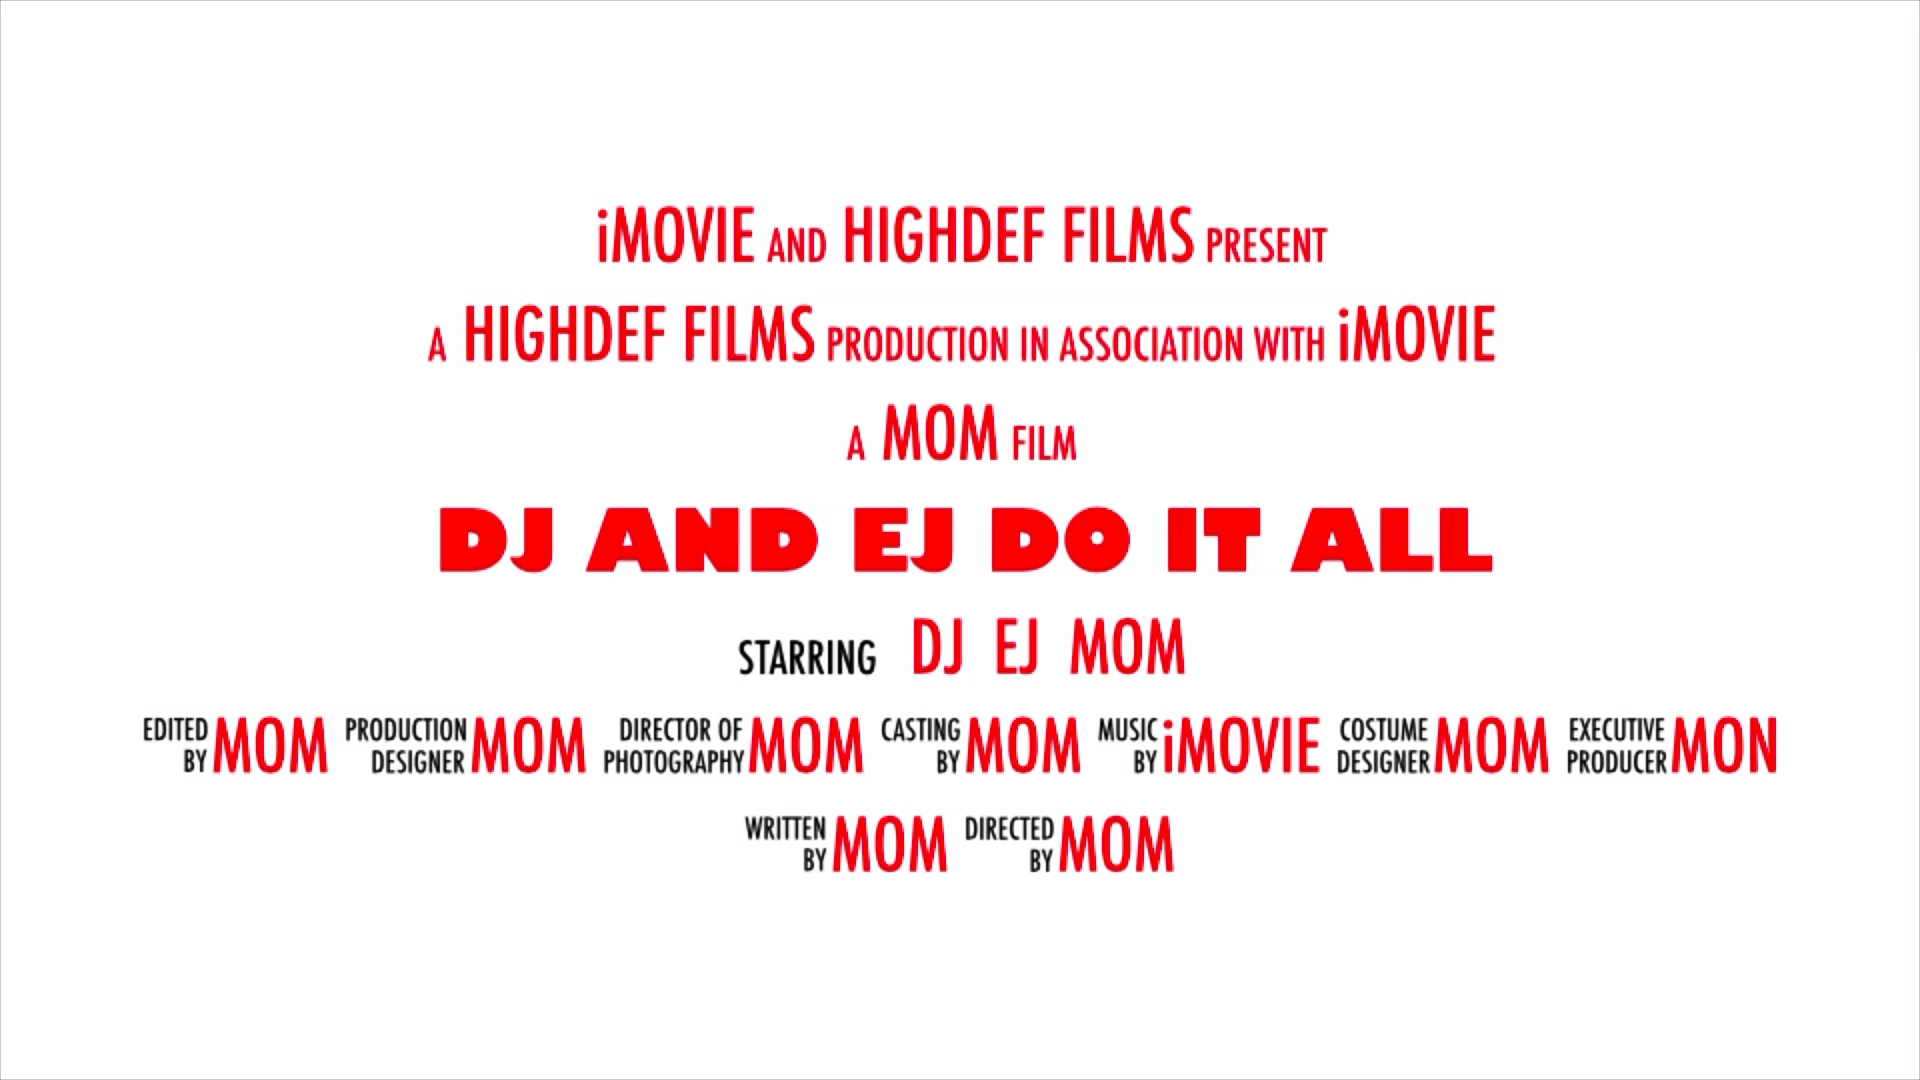 iMOVIE AND HIGHDEF FILMS PRESENT
A HIGHDEF FILMS PRODUCTION IN ASSOCIATION WITH iMOVIE
A MOM FILM
DJ AND EJ DO IT ALL
STARRING DJ EJ MOM
EDITED BY MOM PRODUCTION DESIGNER MOM DIRECTOR OF PHOTOGRAPHY MOM CASTING BY MOM MUSIC BY iMOVIE COSTUME DESIGNER MOM EXECUTIVE PRODUCER MON
WRITTEN BY MOM DIRECTED BY MOM